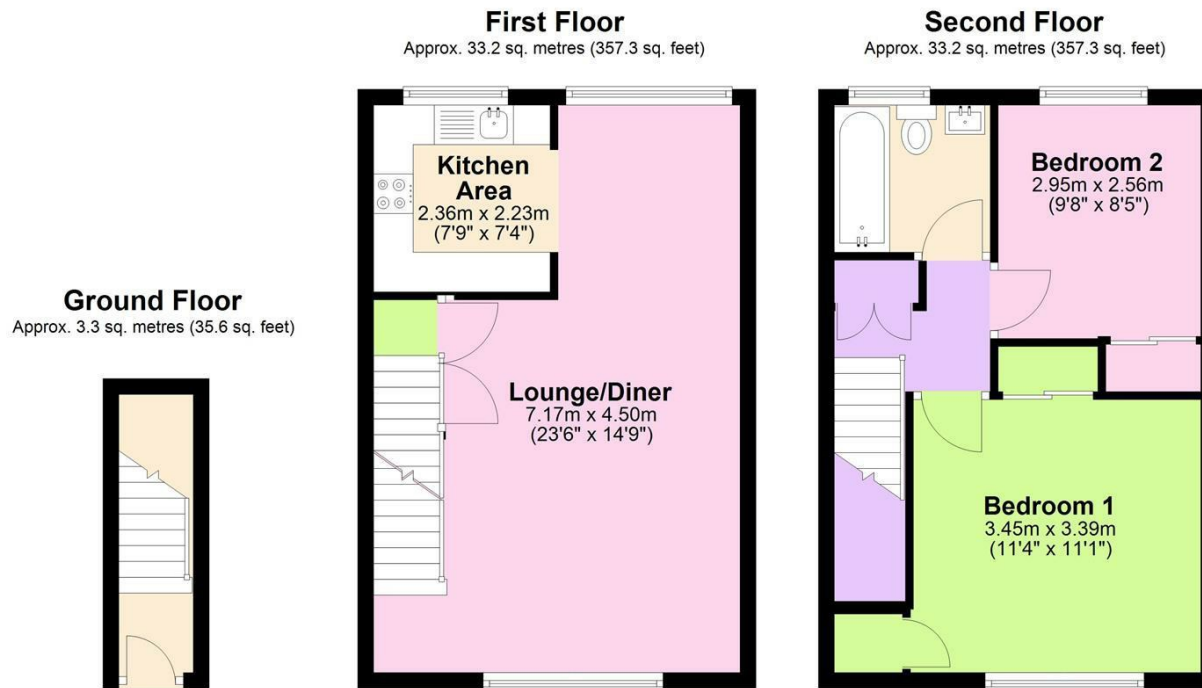 First Floor
Approx. 33.2 sq. metres (357.3 sq. feet)
Second Floor
Approx. 33.2 sq. metres (357.3 sq. feet)
Kitchen
Area
2.36m x 2.23m
(7'9" x 7'4")
Bedroom 2
2.95m x 2.56m
(9'8" x 8'5")
Ground Floor
Approx. 3.3 sq. metres (35.6 sq. feet)
Lounge/Diner
7.17m x 4.50m
(23'6" x 14'9")
Bedroom 1
3.45m x 3.39m
(11'4" x 11'1")